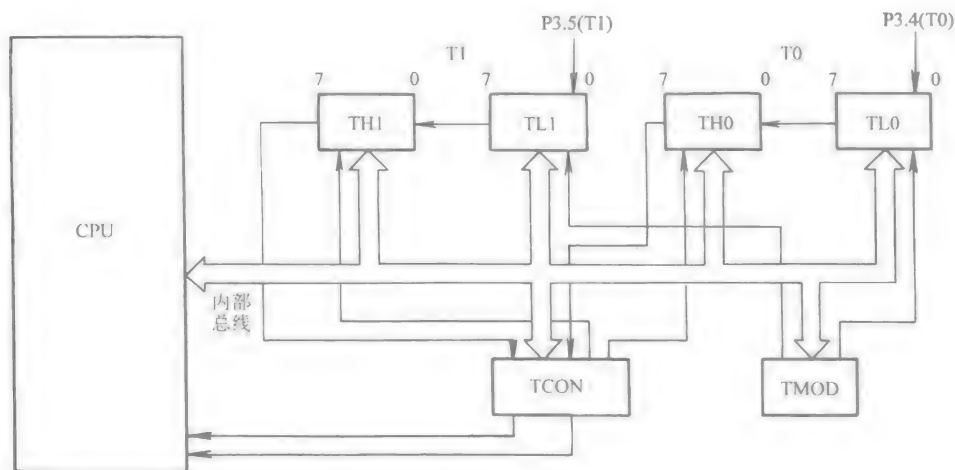 P3.5(T1)
P3.4(T0)
T1
T0
7
0
7
0
7
0
7
0
TH1
TL1
TH0
TL0
CPU
内部
总线
TCON
TMOD